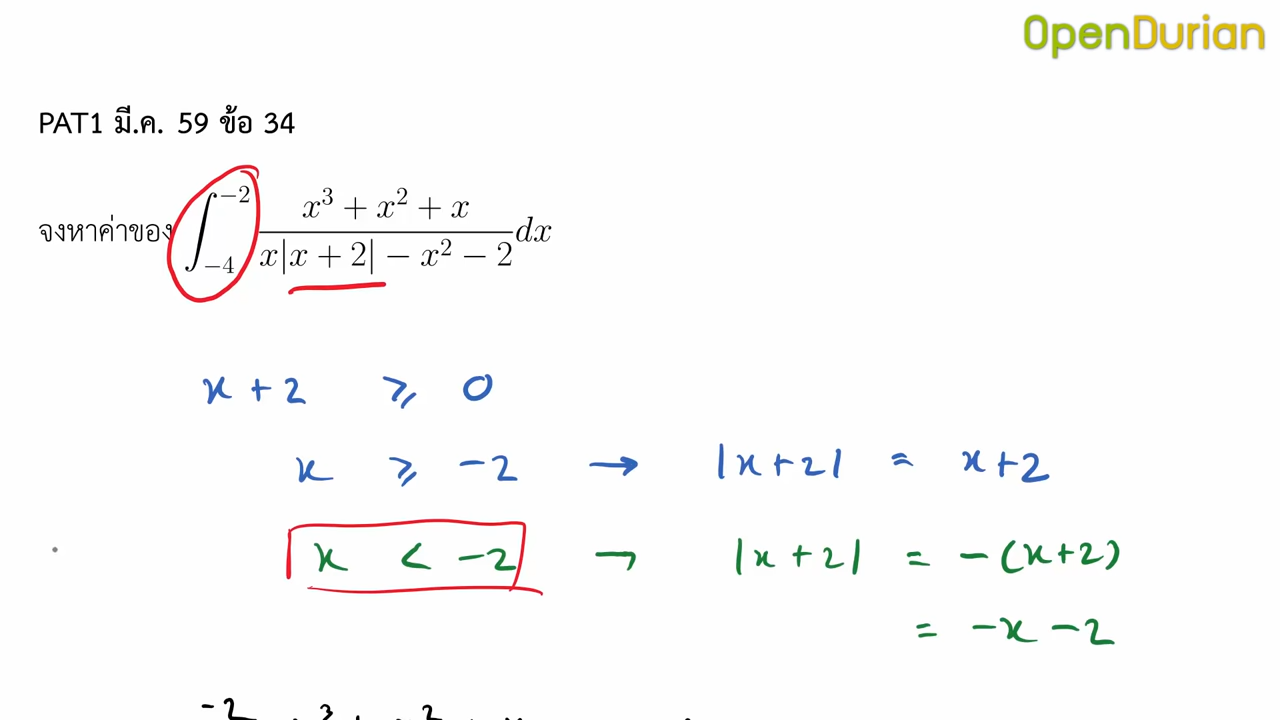 OpenDurian
PAT1 มี.ค. 59 ข้อ 34
จงหาค่าของ ∫_{-4}^{-2} (x³ + x² + x)/(x|x + 2| − x² − 2) dx
x + 2 ≥ 0
x ≥ -2 → |x+2| = x+2
x < -2 → |x+2| = -(x+2)
= -x - 2